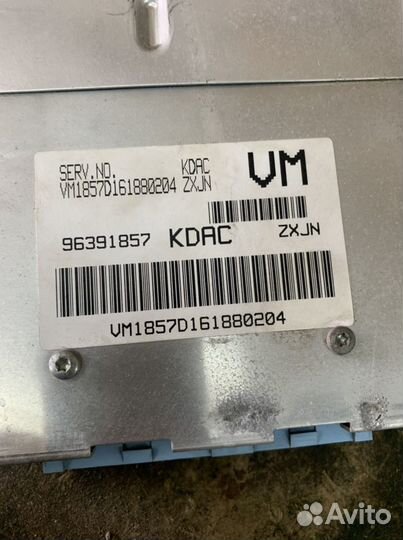 SERV.NO. KDAC VM
VM1857D161880204 ZXJN
96391857 KDAC ZXJN
VM1857D161880204
Avito